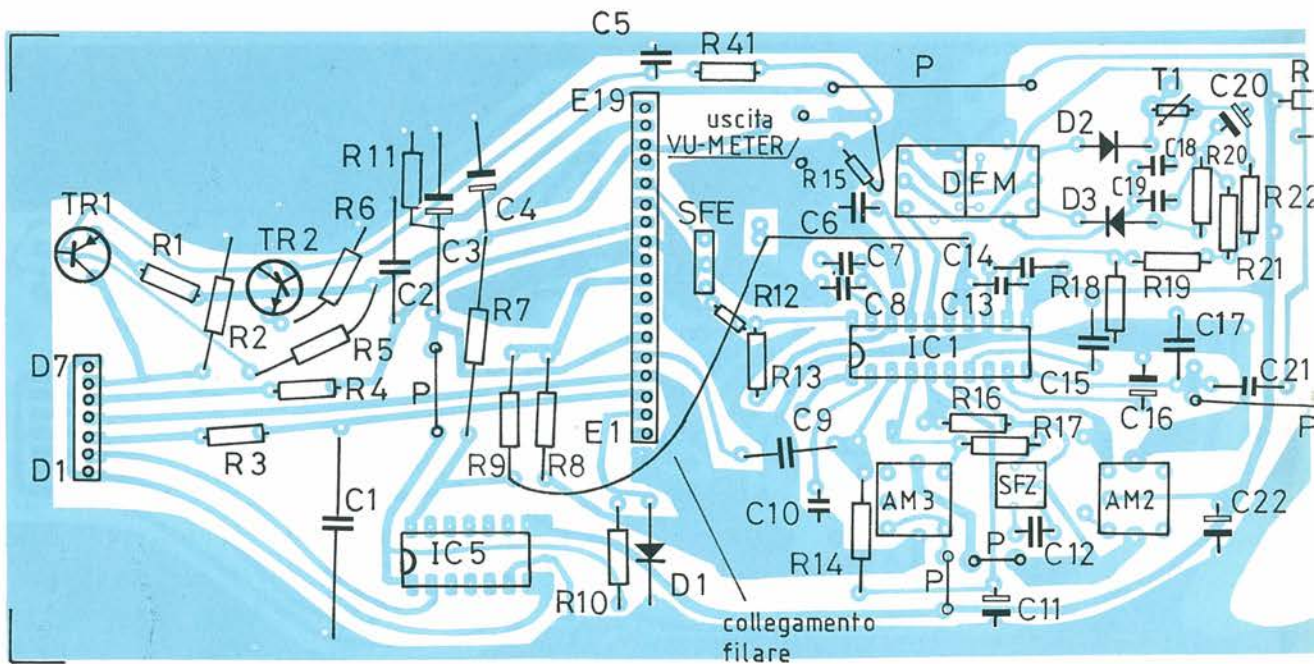 C5
R41
P
E19
uscita
VU-METER
T1
C20
R
D2
C18
R20
R11
R15
DFM
C19
R22
TR1
R6
C4
SFE
C6
D3
R1
TR2
C3
C7
C14
R21
R2
C2
R7
C8
C13
R18
R19
R12
C17
R5
IC1
D7
R4
P
R13
C15
C21
C16
R16
P
E1
C9
R17
R3
R9
R8
D1
AM3
SFZ
AM2
C1
C10
C22
IC5
R14
P
C12
R10
D1
P
C11
collegamento
filare